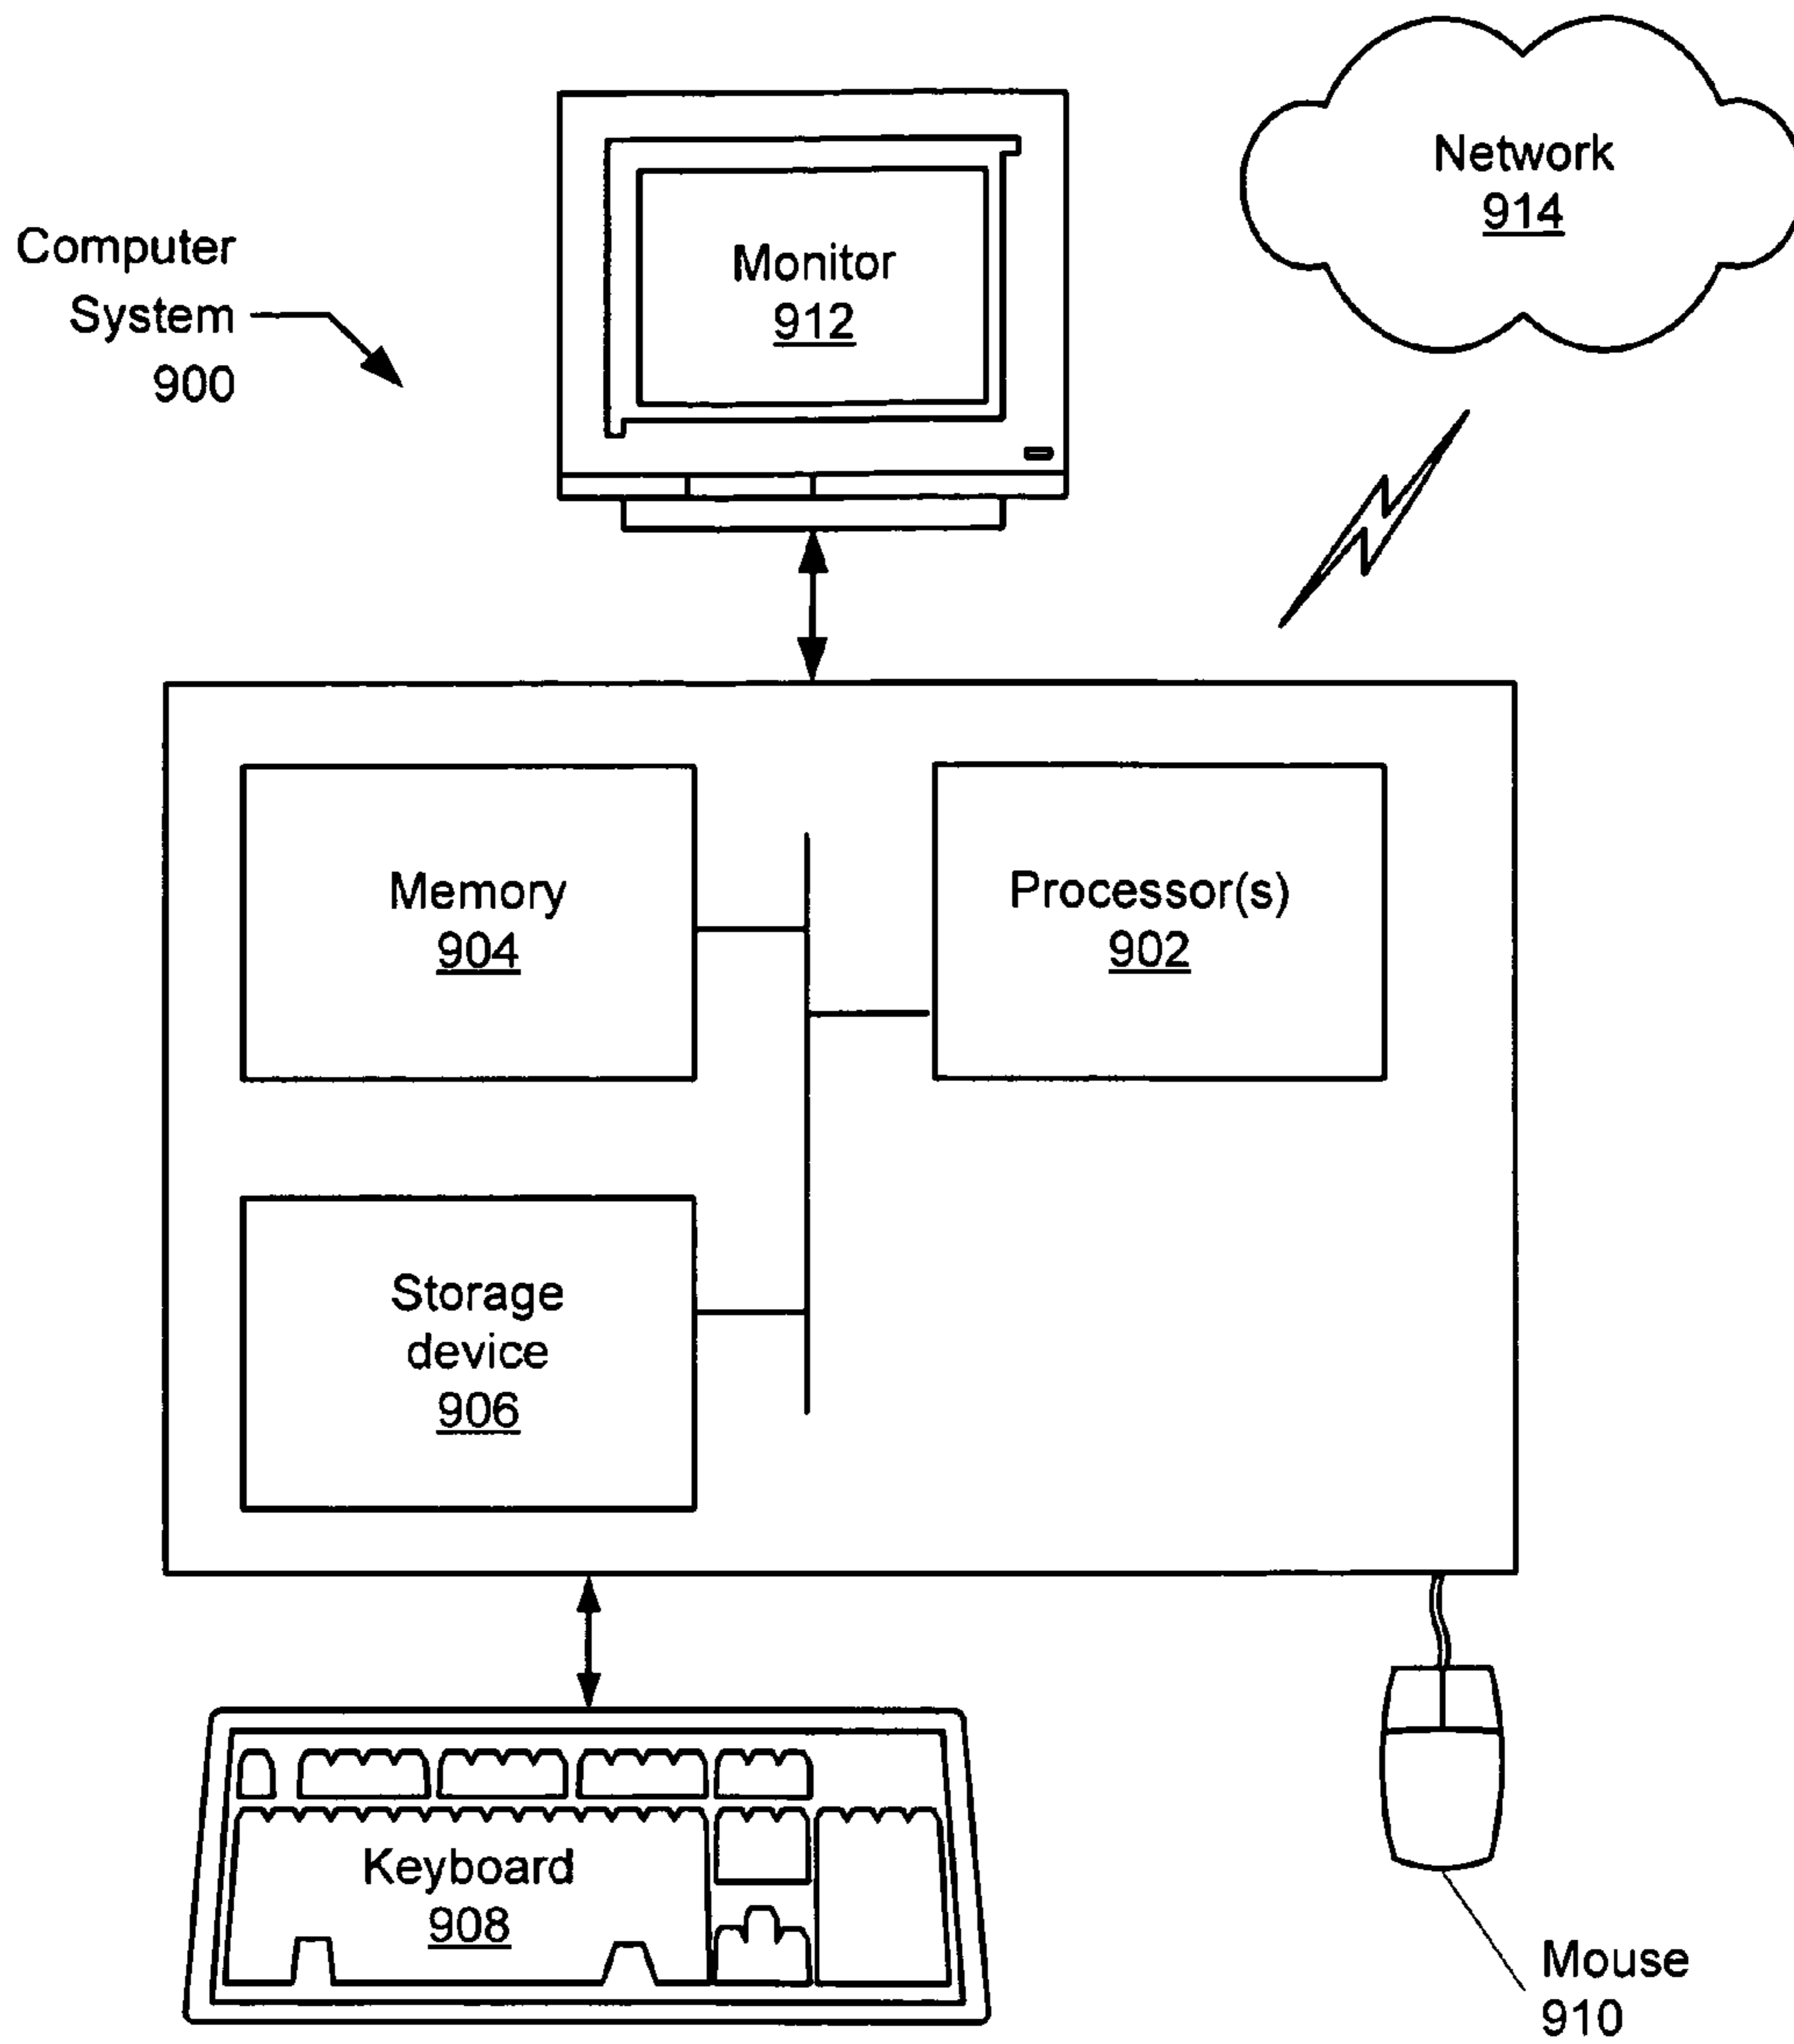 Network
914
Computer
System
900
Monitor
912
Memory
904
Processor(s)
902
Storage
device
906
Keyboard
908
Mouse
910